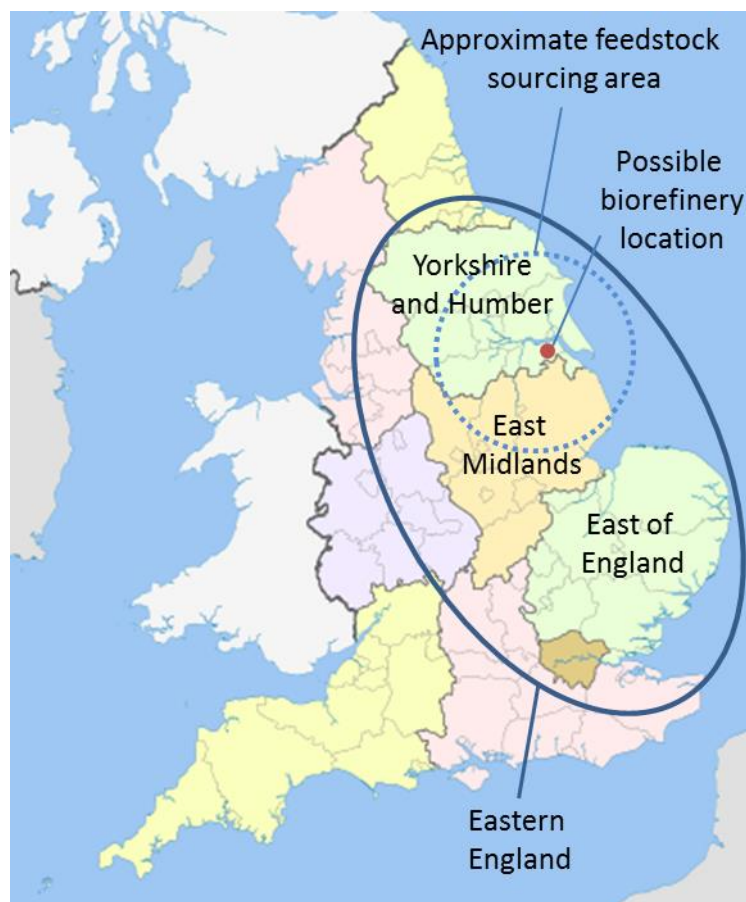 Approximate feedstock
sourcing area
Possible
biorefinery
location
Yorkshire
and Humber
East
Midlands
East of
England
Eastern
England